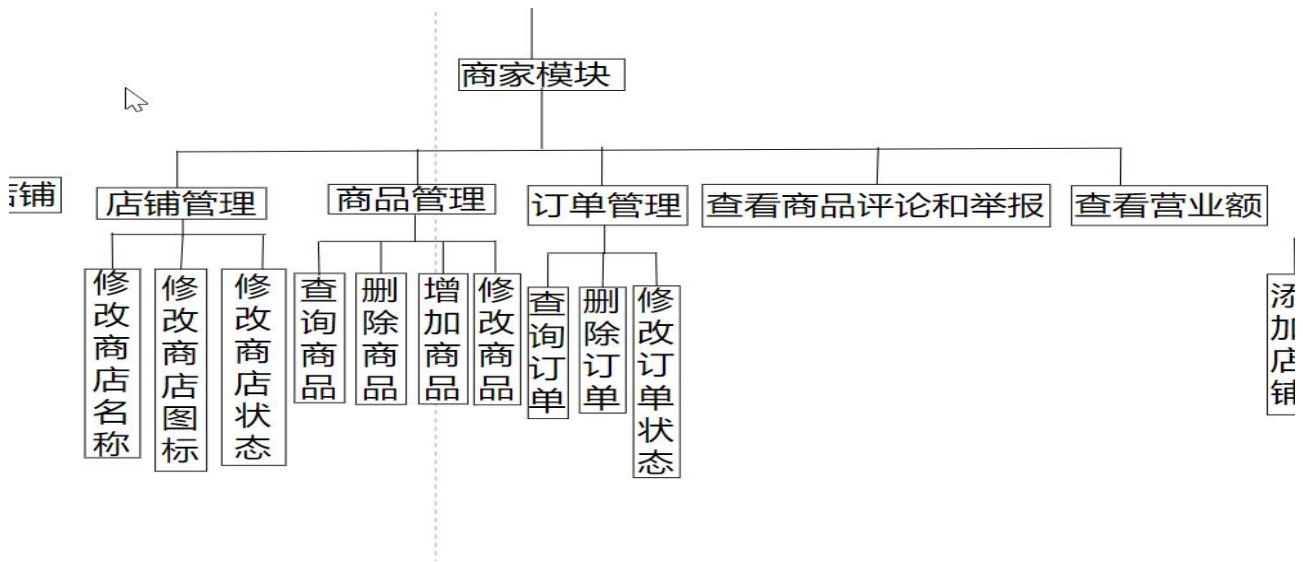 商家模块
铺
店铺管理
商品管理
订单管理
查看商品评论和举报
查看营业额
修改商店名称
修改商店图标
修改商店状态
查询商品
删除商品
增加商品
修改商品
查询订单
删除订单
修改订单状态
添加店铺